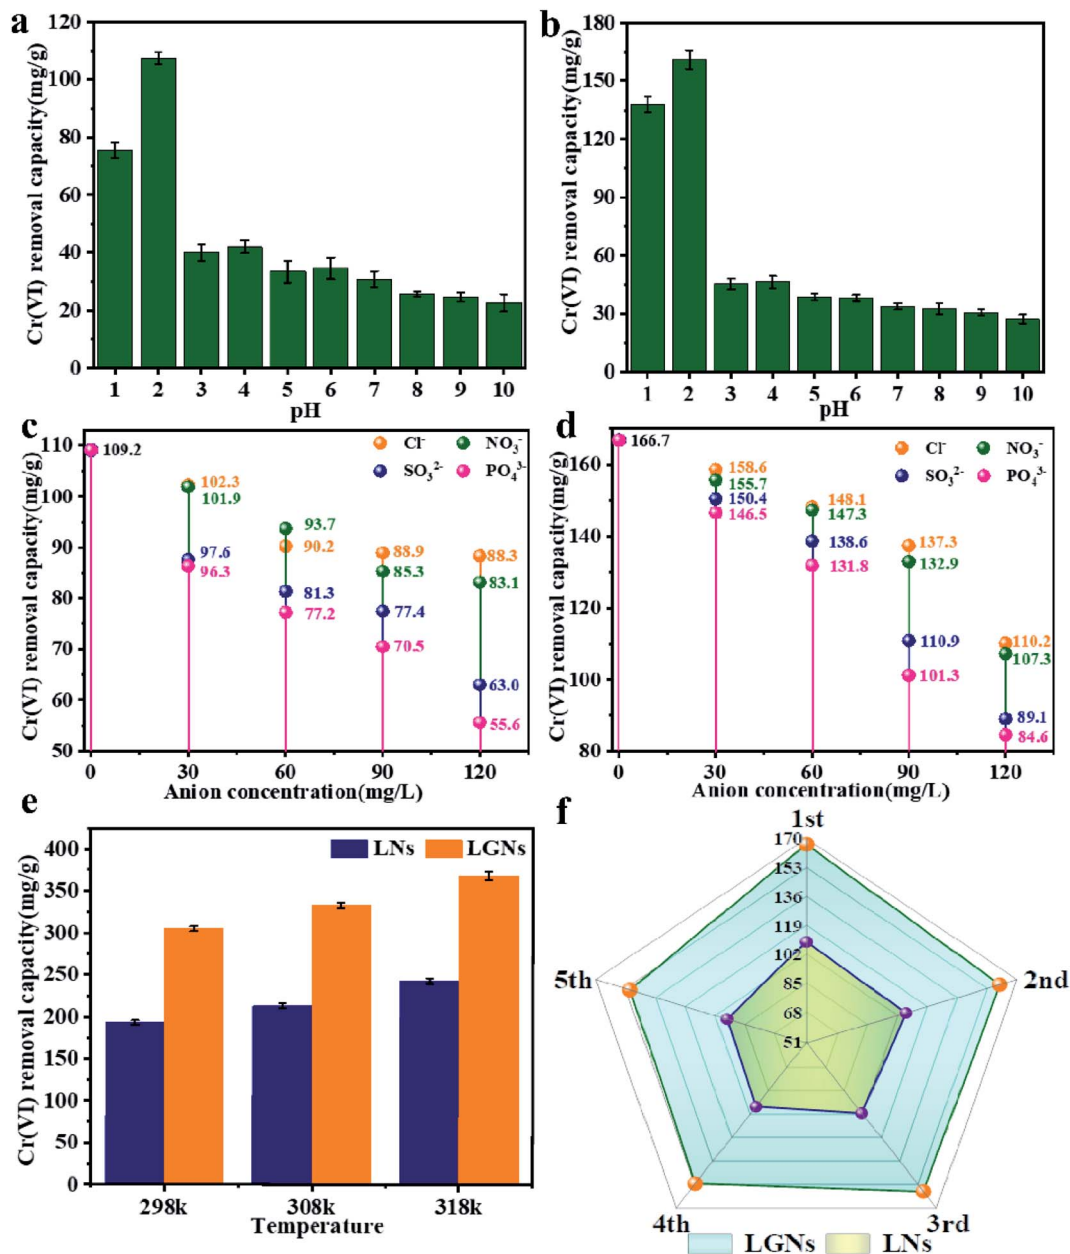 a
Cr(VI) removal capacity(mg/g)
120
100
80
60
40
20
0
1 2 3 4 5 6 7 8 9 10
pH
b
Cr(VI) removal capacity(mg/g)
180
150
120
90
60
30
0
1 2 3 4 5 6 7 8 9 10
pH
c
Cr(VI) removal capacity(mg/g)
110
100
90
80
70
60
50
Cl⁻ NO₃⁻
SO₃²⁻ PO₄³⁻
109.2
102.3
101.9
97.6
96.3
93.7
90.2
81.3
77.2
88.9
85.3
77.4
70.5
88.3
83.1
63.0
55.6
0 30 60 90 120
Anion concentration(mg/L)
d
Cr(VI) removal capacity(mg/g)
160
140
120
100
80
Cl⁻ NO₃⁻
SO₃²⁻ PO₄³⁻
166.7
158.6
155.7
150.4
146.5
148.1
147.3
138.6
131.8
137.3
132.9
110.9
101.3
110.2
107.3
89.1
84.6
0 30 60 90 120
Anion concentration(mg/L)
e
Cr(VI) removal capacity(mg/g)
400
350
300
250
200
150
100
50
0
LNs LGNs
298k 308k 318k
Temperature
f
1st
170
153
136
119
102
85
68
51
5th
2nd
4th
3rd
LGNs LNs